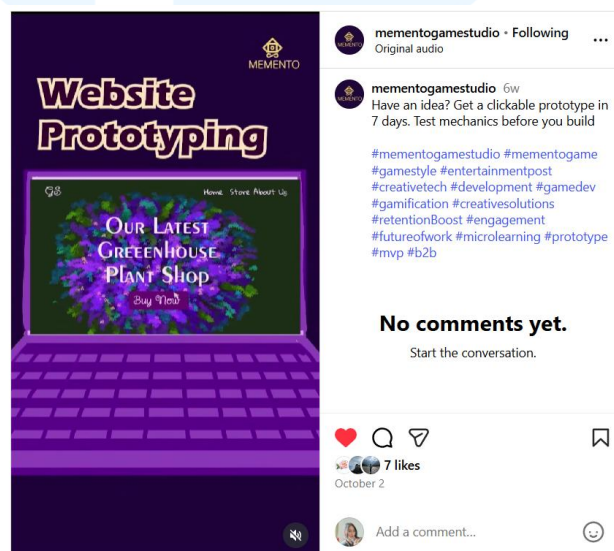 MEMENTO
Website
Prototyping
GS
Home Store About Us
OUR LATEST
GREEENHOUSE
PLANT SHOP
Buy Now
mementogamestudio • Following
Original audio
mementogamestudio 6w
Have an idea? Get a clickable prototype in
7 days. Test mechanics before you build
#mementogamestudio #mementogame
#gamestyle #entertainmentpost
#creativetech #development #gamedev
#gamification #creativesolutions
#retentionBoost #engagement
#futureofwork #microlearning #prototype
#mvp #b2b
No comments yet.
Start the conversation.
7 likes
October 2
Add a comment...